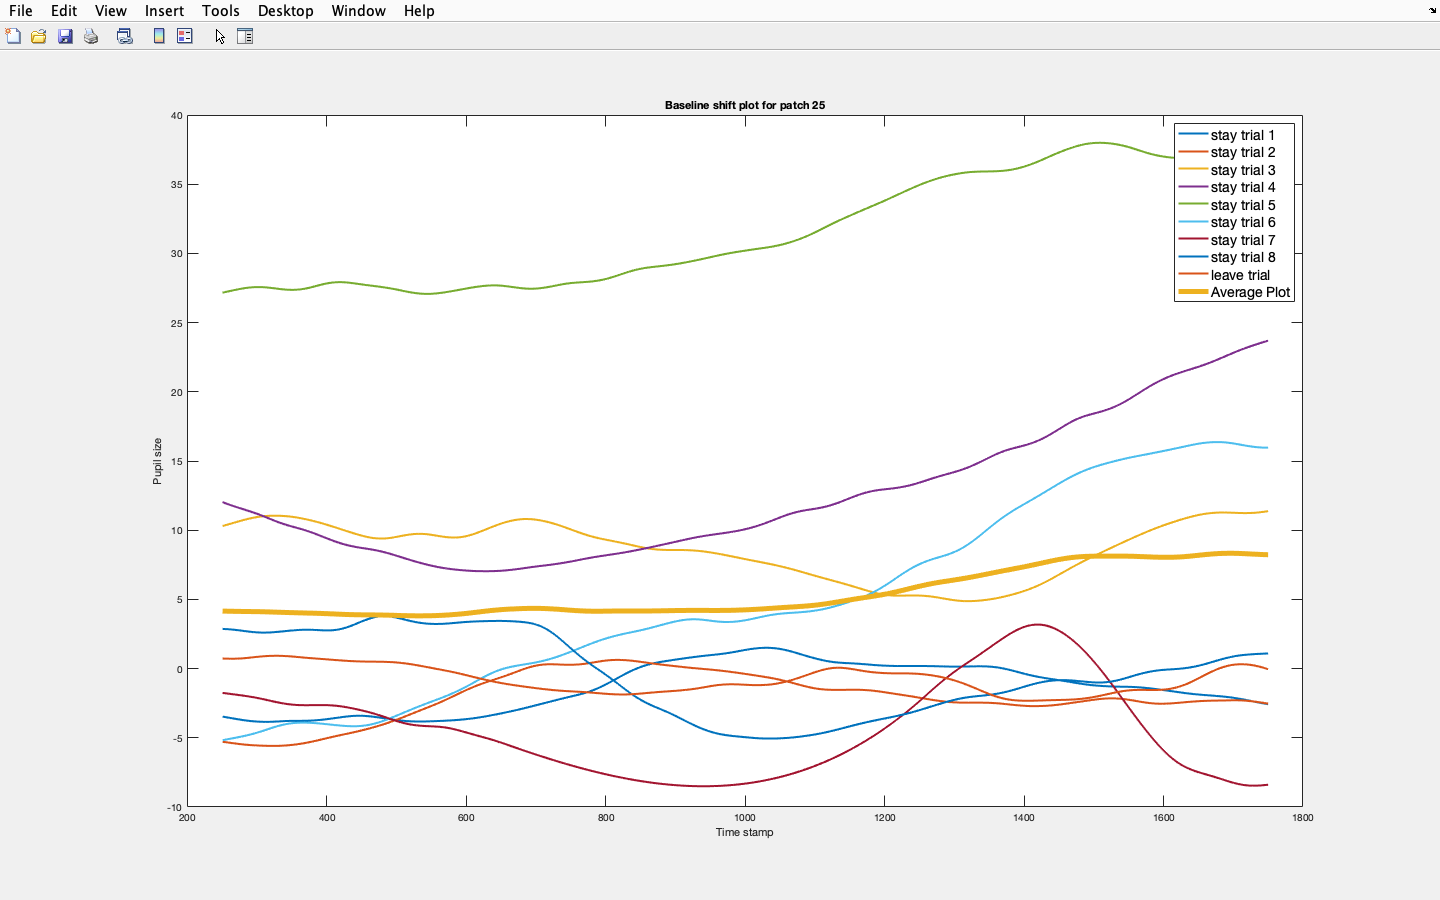 File Edit View Insert Tools Desktop Window Help
Baseline shift plot for patch 25
40
35
30
25
20
15
10
5
0
-5
-10
Pupil size
stay trial 1
stay trial 2
stay trial 3
stay trial 4
stay trial 5
stay trial 6
stay trial 7
stay trial 8
leave trial
Average Plot
200 400 600 800 1000 1200 1400 1600 1800
Time stamp